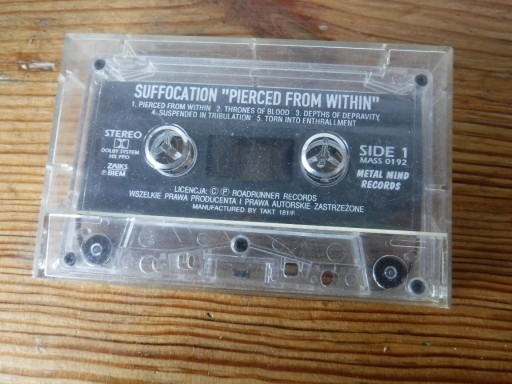 SUFFOCATION "PIERCED FROM WITHIN"
1. PIERCED FROM WITHIN 2. THRONES OF BLOOD 3. DEPTHS OF DEPRAVITY,
4. SUSPENDED IN TRIBULATION 5. TORN INTO ENTHRALLMENT
STEREO
DOLBY SYSTEM
HX PRO
ZAIKS
BIEM
SIDE 1
MASS 0192
METAL MIND
RECORDS
LICENCJA: © ℗ ROADRUNNER RECORDS
WSZELKIE PRAWA PRODUCENTA I PRAWA AUTORSKIE ZASTRZEŻONE
MANUFACTURED BY TAKT 181/F